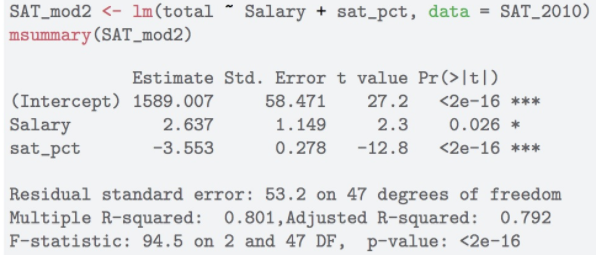 SAT_mod2 <- lm(total ~ Salary + sat_pct, data = SAT_2010)
msummary(SAT_mod2)
Estimate Std. Error t value Pr(>|t|)
(Intercept) 1589.007 58.471 27.2 <2e-16 ***
Salary 2.637 1.149 2.3 0.026 *
sat_pct -3.553 0.278 -12.8 <2e-16 ***
Residual standard error: 53.2 on 47 degrees of freedom
Multiple R-squared: 0.801,Adjusted R-squared: 0.792
F-statistic: 94.5 on 2 and 47 DF, p-value: <2e-16